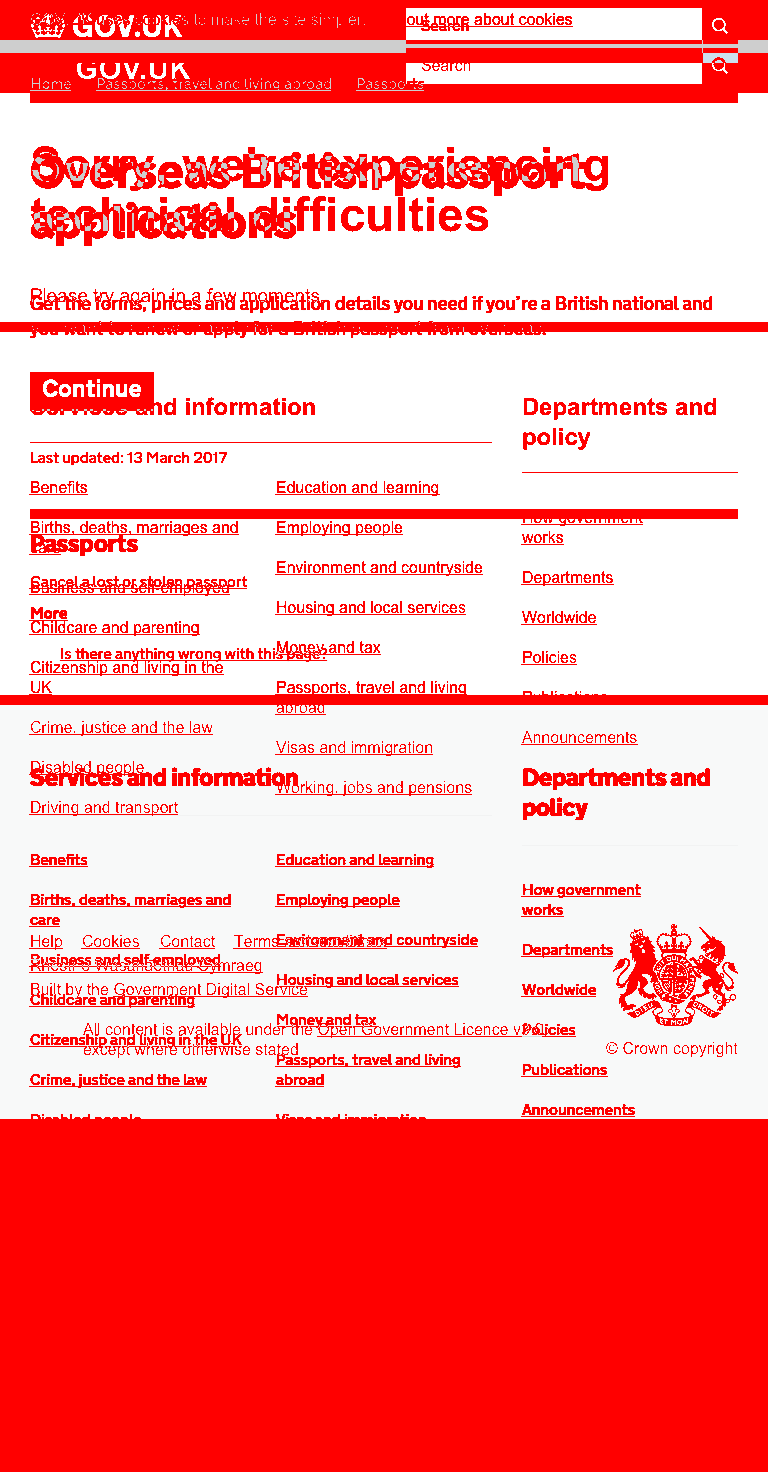 GOV.UK uses cookies to make the site simpler. out more about cookies
GOV.UK
Search
GOV.UK
Search
Home Passports, travel and living abroad Passports
Sorry, we're experiencing
Overseas British passport
technical difficulties
applications
Please try again in a few moments.
Get the forms, prices and application details you need if you're a British national and
you want to renew or apply for a British passport from overseas.
Continue
Services and information
Departments and
policy
Last updated: 13 March 2017
Benefits
Education and learning
How government
works
Births, deaths, marriages and
care
Employing people
Passports
Environment and countryside
Departments
Cancel a lost or stolen passport
Business and self-employed
More
Housing and local services
Worldwide
Childcare and parenting
Money and tax
Is there anything wrong with this page?
Policies
Citizenship and living in the
UK
Passports, travel and living
abroad
Publications
Crime, justice and the law
Visas and immigration
Announcements
Disabled people
Services and information
Departments and
policy
Working, jobs and pensions
Driving and transport
Benefits
Education and learning
How government
works
Births, deaths, marriages and
care
Employing people
Help Cookies Contact Terms and conditions
Environment and countryside
Departments
Rhestr o Wasanaethau Cymraeg
Business and self-employed
Housing and local services
Built by the Government Digital Service
Worldwide
Childcare and parenting
Money and tax
All content is available under the Open Government Licence v3.0,
except where otherwise stated
Policies
Citizenship and living in the UK
© Crown copyright
Passports, travel and living
abroad
Publications
Crime, justice and the law
Announcements
Disabled people
Visas and immigration